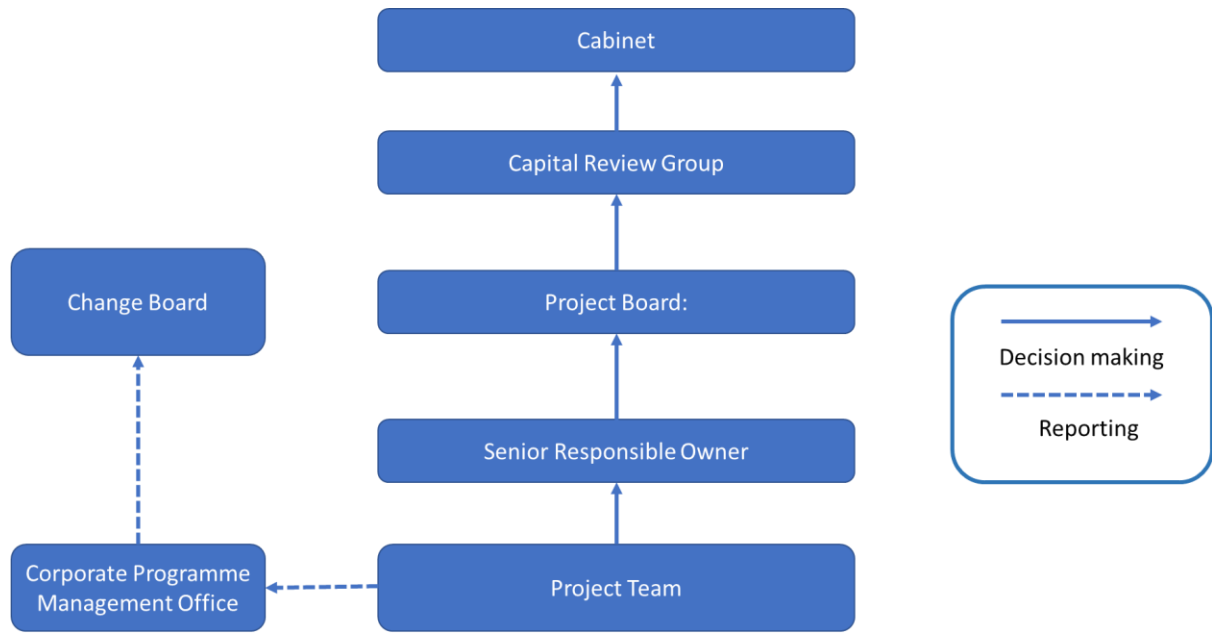 Cabinet
Capital Review Group
Change Board
Project Board:
Decision making
Reporting
Senior Responsible Owner
Corporate Programme
Management Office
Project Team